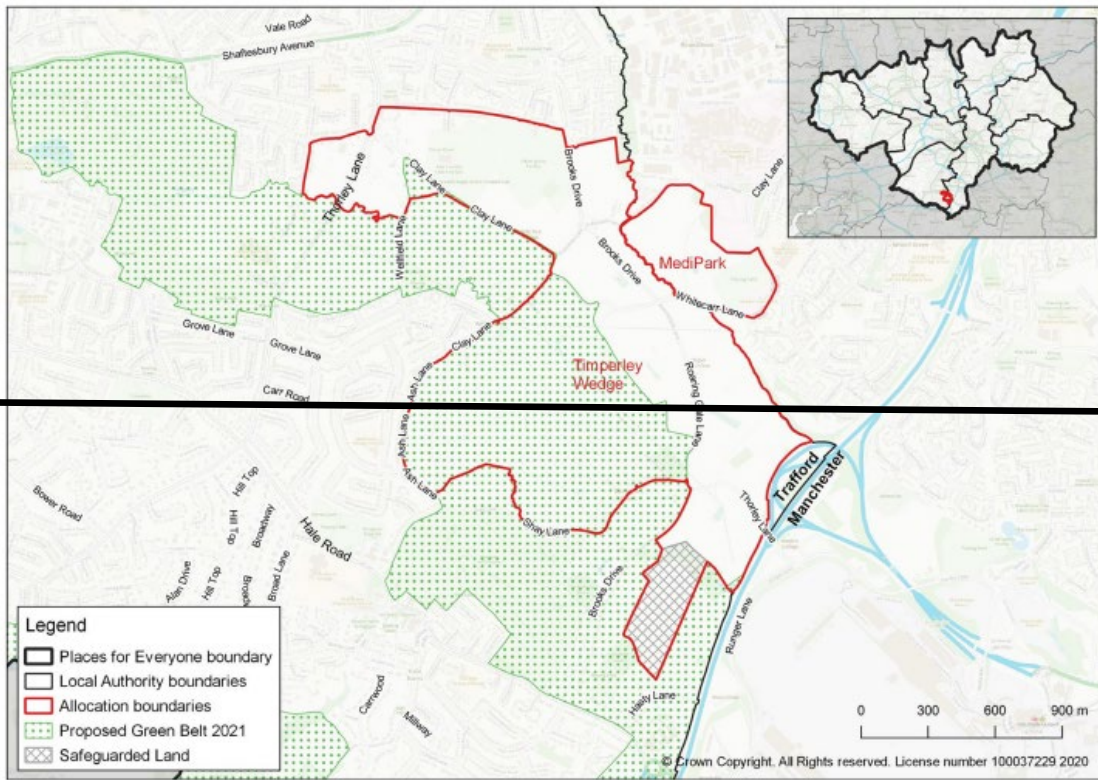 Vale Road
Shaftesbury Avenue
Thorley Lane
Clay Lane
Clay Lane
Brooks Drive
Clay Lane
Wellfield Lane
Brooks Drive
MediPark
Whitecarr Lane
Grove Lane
Grove Lane
Clay Lane
Timperley
Wedge
Ash Lane
Roaring Gate Lane
Carr Road
Ash Lane
Ash Lane
Trafford
Manchester
Hill Top
Bower Road
Hill Top
Broadway
Hale Road
Shay Lane
Thorley Lane
Alan Drive
Hill Top
Broad Lane
Brooks Drive
Runger Lane
Hasty Lane
Carrwood
Millway
Legend
Places for Everyone boundary
Local Authority boundaries
Allocation boundaries
Proposed Green Belt 2021
Safeguarded Land
0 300 600 900 m
© Crown Copyright. All Rights reserved. License number 100037229 2020